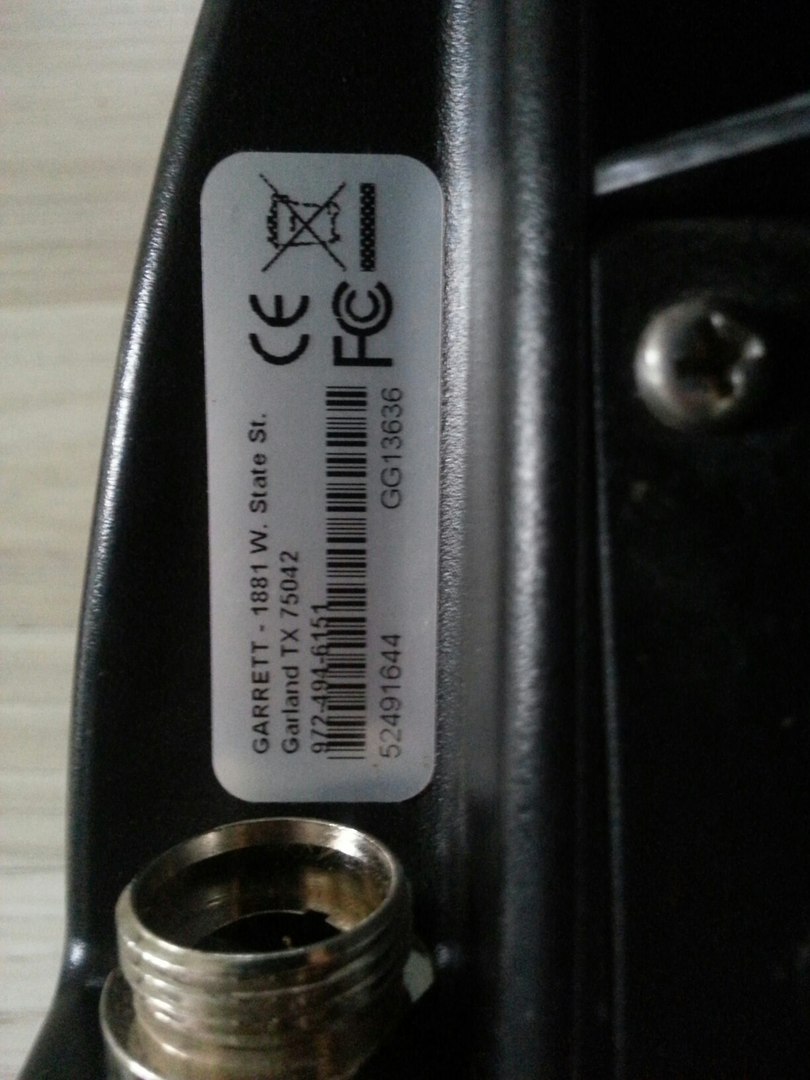 GARRETT - 1881 W. State St.
Garland TX 75042
972-494-6151
52491644 GG13636
CE
FC